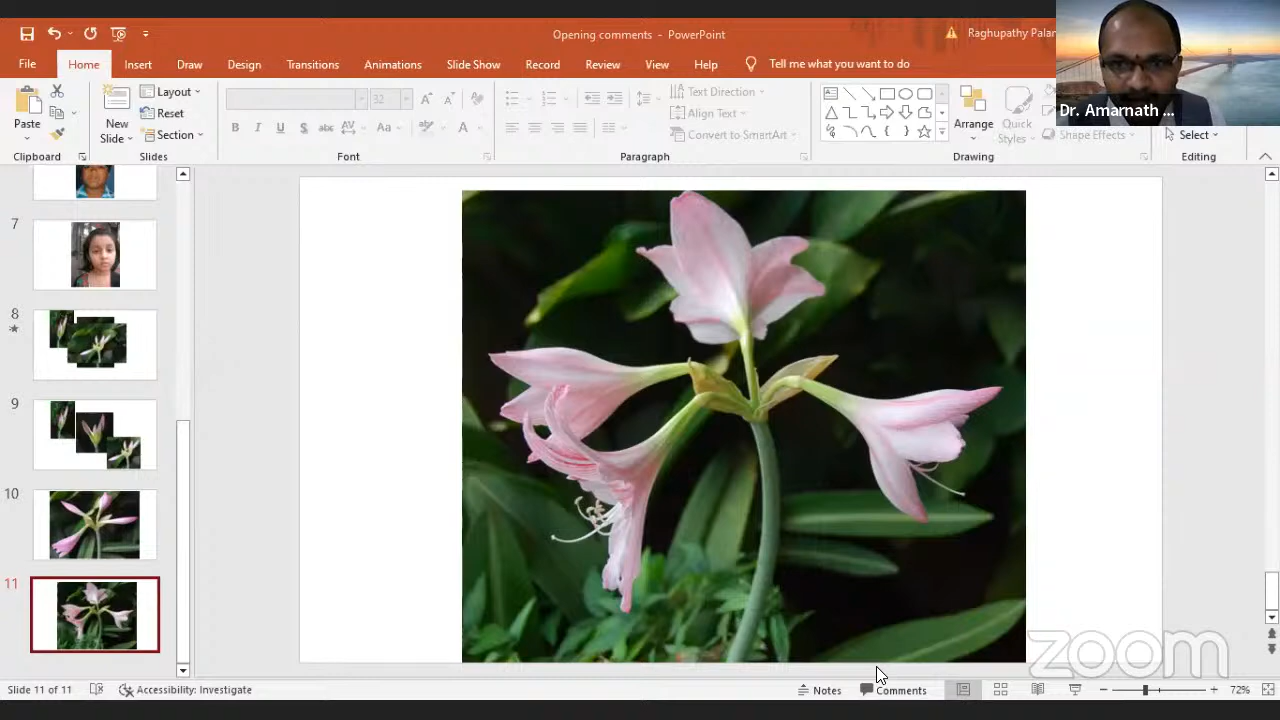 Opening comments - PowerPoint
Raghupathy Palan
File Home Insert Draw Design Transitions Animations Slide Show Record Review View Help Tell me what you want to do
Paste
New
Slide
Layout
Reset
Section
32
Aa
Text Direction
Align Text
Convert to SmartArt
Arrange
Quick
Styles
Shape Effects
Select
Clipboard Slides Font Paragraph Drawing Editing
Dr. Amarnath ...
7
8
9
10
11
zoom
Slide 11 of 11 Accessibility: Investigate Notes Comments 72%